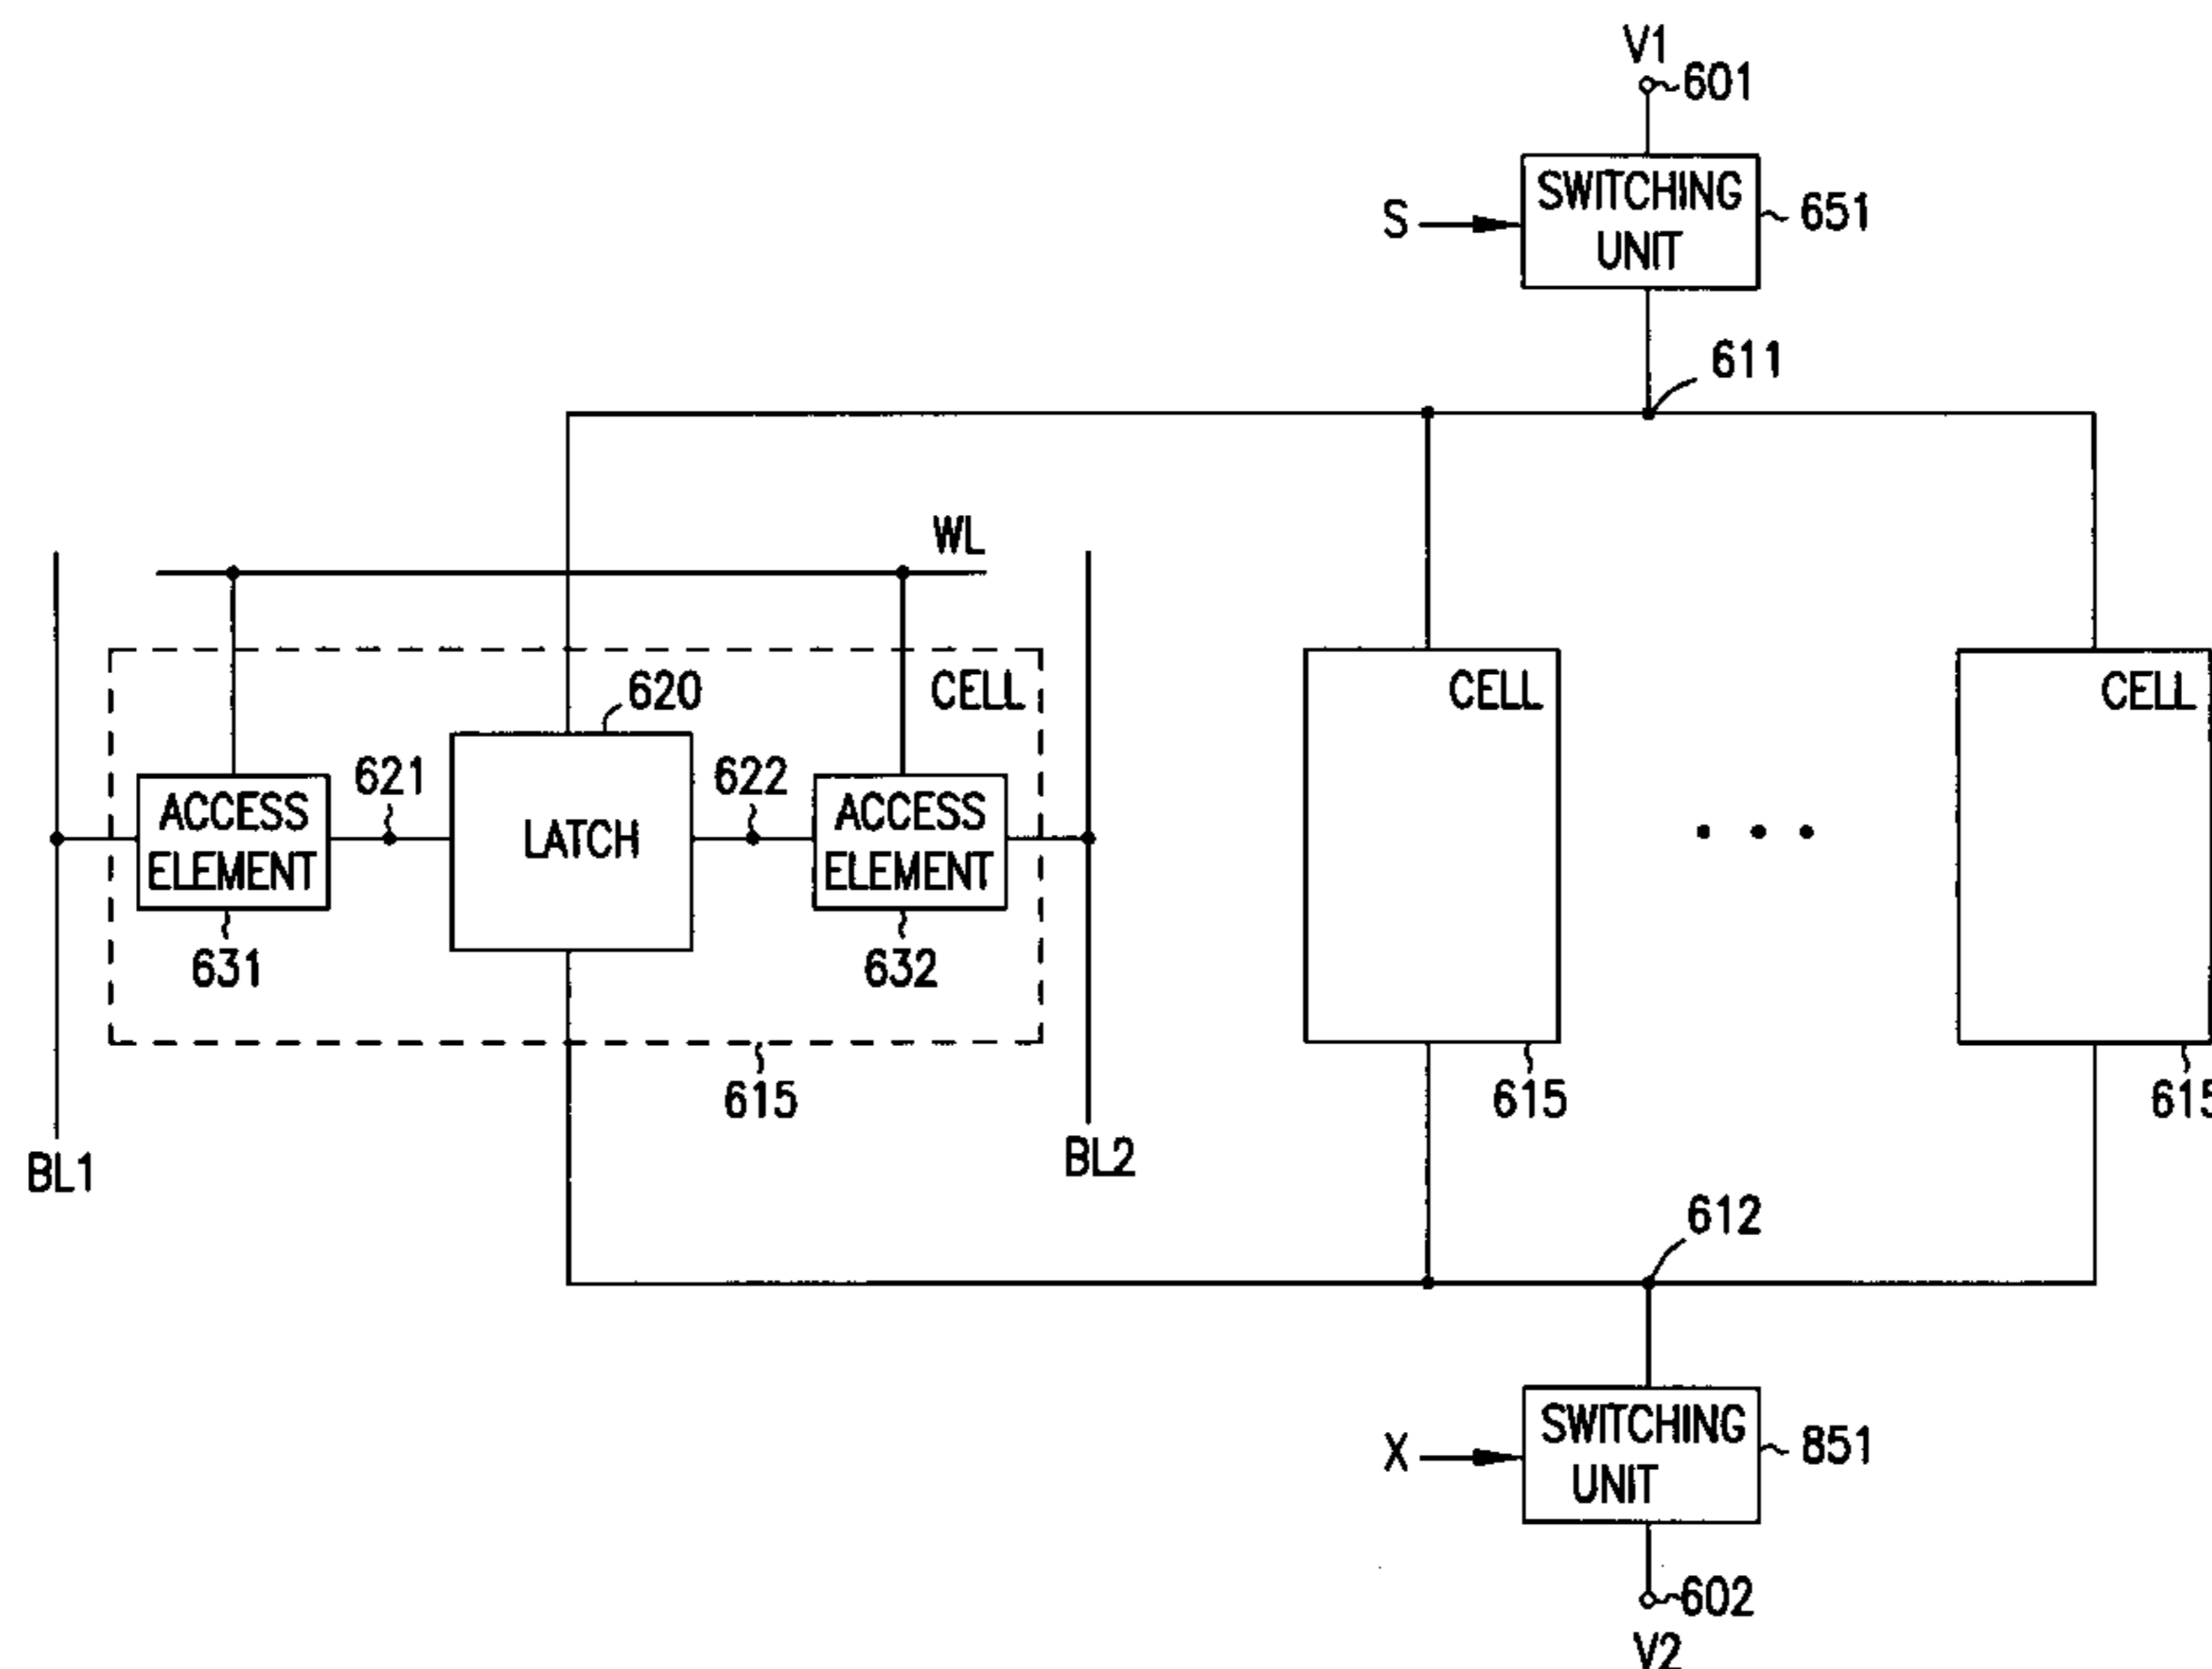 V1
601
SWITCHING
UNIT
S
651
611
WL
CELL
620
CELL
CELL
621
622
ACCESS
ELEMENT
LATCH
ACCESS
ELEMENT
631
632
615
615
615
BL1
BL2
612
SWITCHING
UNIT
X
851
602
V2